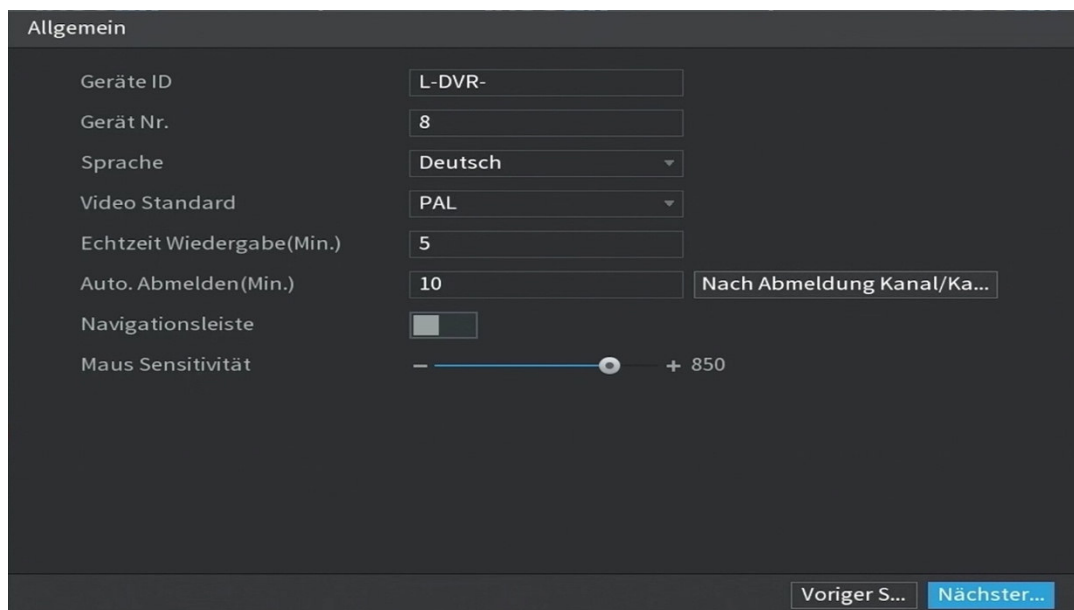 Allgemein
Geräte ID L-DVR-
Gerät Nr. 8
Sprache Deutsch
Video Standard PAL
Echtzeit Wiedergabe(Min.) 5
Auto. Abmelden(Min.) 10 Nach Abmeldung Kanal/Ka...
Navigationsleiste
Maus Sensitivität − + 850
Voriger S... Nächster...